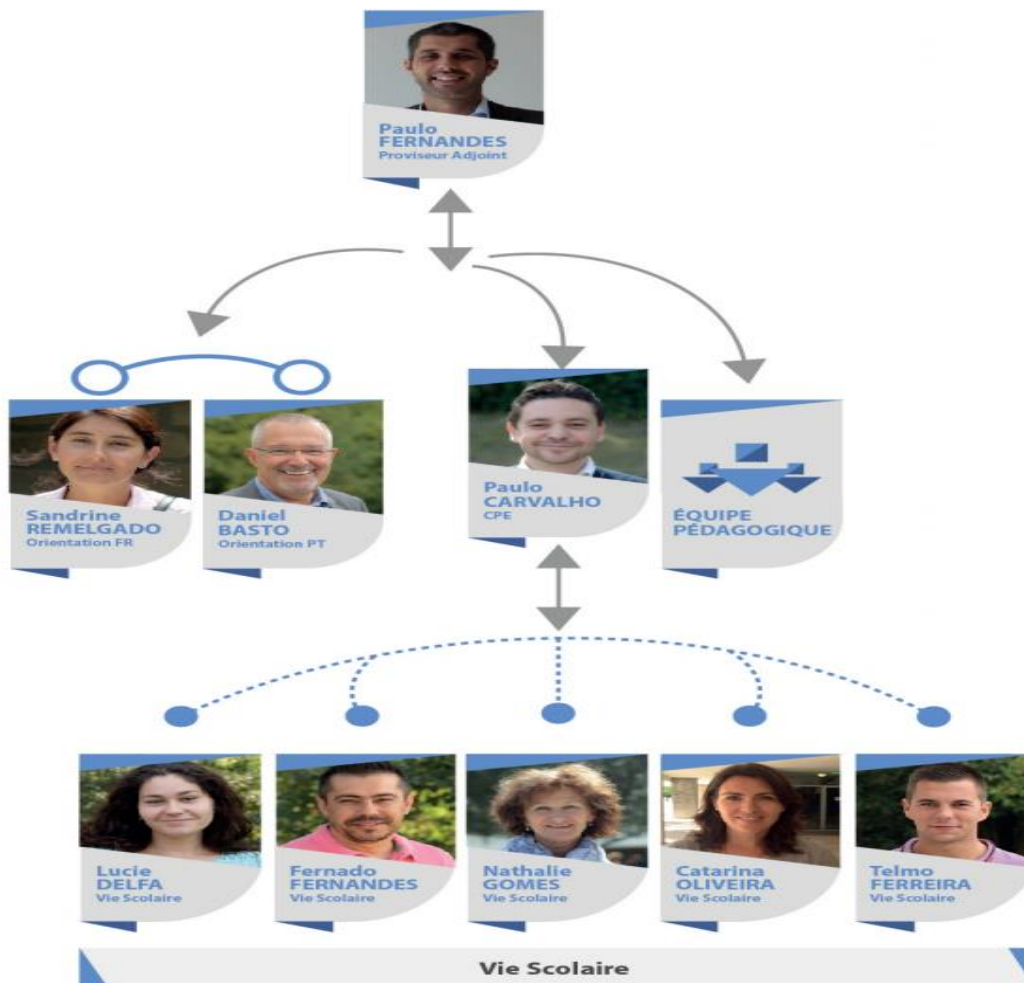 Paulo
FERNANDES
Proviseur Adjoint
Sandrine
REMELGADO
Orientation FR
Daniel
BASTO
Orientation PT
Paulo
CARVALHO
CPE
ÉQUIPE
PÉDAGOGIQUE
Lucie
DELFA
Vie Scolaire
Fernado
FERNANDES
Vie Scolaire
Nathalie
GOMES
Vie Scolaire
Catarina
OLIVEIRA
Vie Scolaire
Telmo
FERREIRA
Vie Scolaire
Vie Scolaire